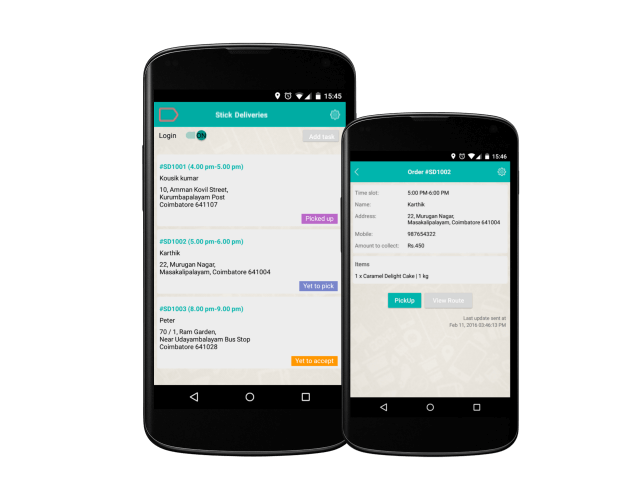 15:45
Stick Deliveries
Login
ON
Add task
#SD1001 (4.00 pm-5.00 pm)
Kousik kumar
10, Amman Kovil Street,
Kurumbapalayam Post
Coimbatore 641107
Picked up
#SD1002 (5.00 pm-6.00 pm)
Karthik
22, Murugan Nagar,
Masakalipalayam, Coimbatore 641004
Yet to pick
#SD1003 (8.00 pm-9.00 pm)
Peter
70 / 1, Ram Garden,
Near Udayambalayam Bus Stop
Coimbatore 641028
Yet to accept
15:46
Order #SD1002
Time slot: 5:00 PM-6:00 PM
Name: Karthik
Address: 22, Murugan Nagar,
Masakalipalayam, Coimbatore 641004
Mobile: 987654322
Amount to collect: Rs.450
Items
1 x Caramel Delight Cake | 1 kg
PickUp
View Route
Last update sent at
Feb 11, 2016 03:46:13 PM